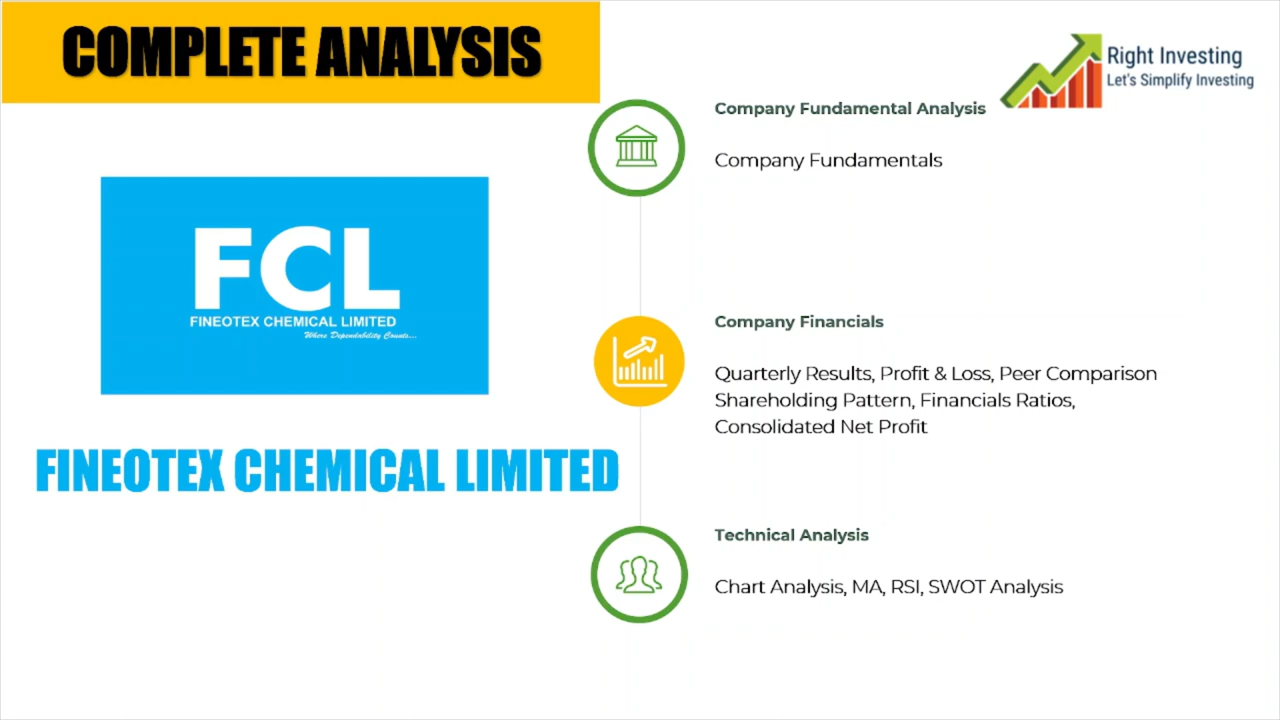 COMPLETE ANALYSIS
Right Investing
Let's Simplify Investing
Company Fundamental Analysis
Company Fundamentals
FCL
FINEOTEX CHEMICAL LIMITED
Where Dependability Counts...
Company Financials
Quarterly Results, Profit & Loss, Peer Comparison
Shareholding Pattern, Financials Ratios,
Consolidated Net Profit
FINEOTEX CHEMICAL LIMITED
Technical Analysis
Chart Analysis, MA, RSI, SWOT Analysis